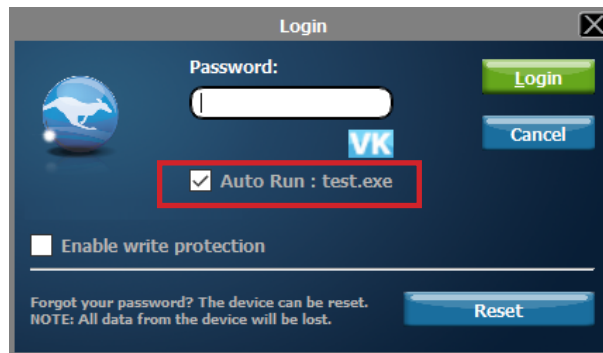 Login
Password:
Login
VK
Cancel
Auto Run : test.exe
Enable write protection
Forgot your password? The device can be reset.
NOTE: All data from the device will be lost.
Reset